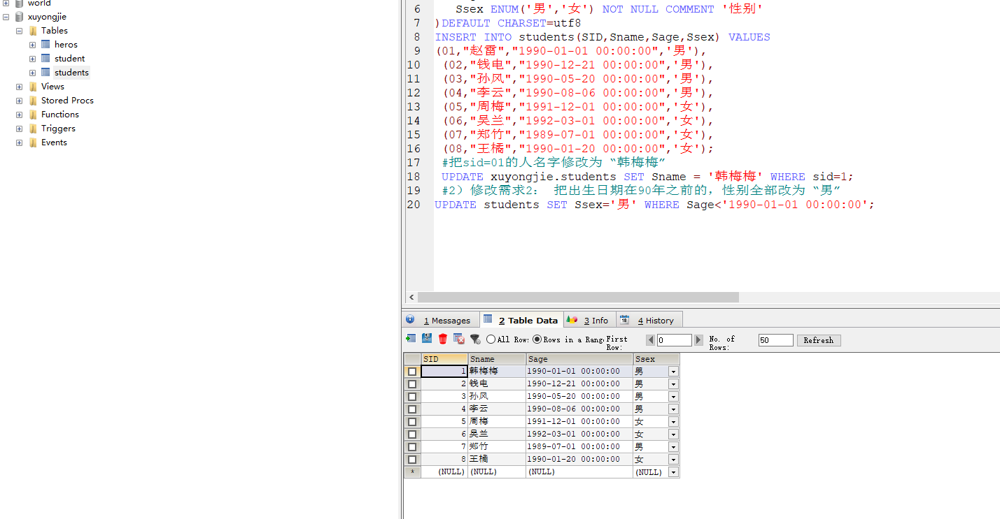 world
xuyongjie
Tables
heros
student
students
Views
Stored Procs
Functions
Triggers
Events
6 Ssex ENUM('男','女') NOT NULL COMMENT '性别'
7 )DEFAULT CHARSET=utf8
8 INSERT INTO students(SID,Sname,Sage,Ssex) VALUES
9 (01,"赵雷","1990-01-01 00:00:00",'男'),
10 (02,"钱电","1990-12-21 00:00:00",'男'),
11 (03,"孙风","1990-05-20 00:00:00",'男'),
12 (04,"李云","1990-08-06 00:00:00",'男'),
13 (05,"周梅","1991-12-01 00:00:00",'女'),
14 (06,"吴兰","1992-03-01 00:00:00",'女'),
15 (07,"郑竹","1989-07-01 00:00:00",'女'),
16 (08,"王橘","1990-01-20 00:00:00",'女');
17 #把sid=01的人名字修改为 “韩梅梅”
18 UPDATE xuyongjie.students SET Sname = '韩梅梅' WHERE sid=1;
19 #2）修改需求2： 把出生日期在90年之前的，性别全部改为 “男”
20 UPDATE students SET Ssex='男' WHERE Sage<'1990-01-01 00:00:00';
1 Messages 2 Table Data 3 Info 4 History
All Row: Rows in a Rang First Row: 0 No. of Rows: 50 Refresh
SID Sname Sage Ssex
1 韩梅梅 1990-01-01 00:00:00 男
2 钱电 1990-12-21 00:00:00 男
3 孙风 1990-05-20 00:00:00 男
4 李云 1990-08-06 00:00:00 男
5 周梅 1991-12-01 00:00:00 女
6 吴兰 1992-03-01 00:00:00 女
7 郑竹 1989-07-01 00:00:00 男
8 王橘 1990-01-20 00:00:00 女
* (NULL) (NULL) (NULL) (NULL)